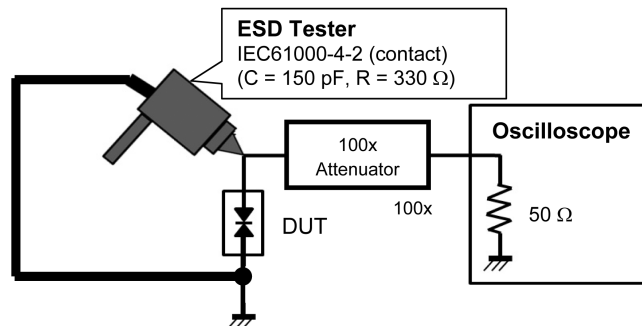 ESD Tester
IEC61000-4-2 (contact)
(C = 150 pF, R = 330 Ω)
100x
Attenuator
100x
Oscilloscope
50 Ω
DUT